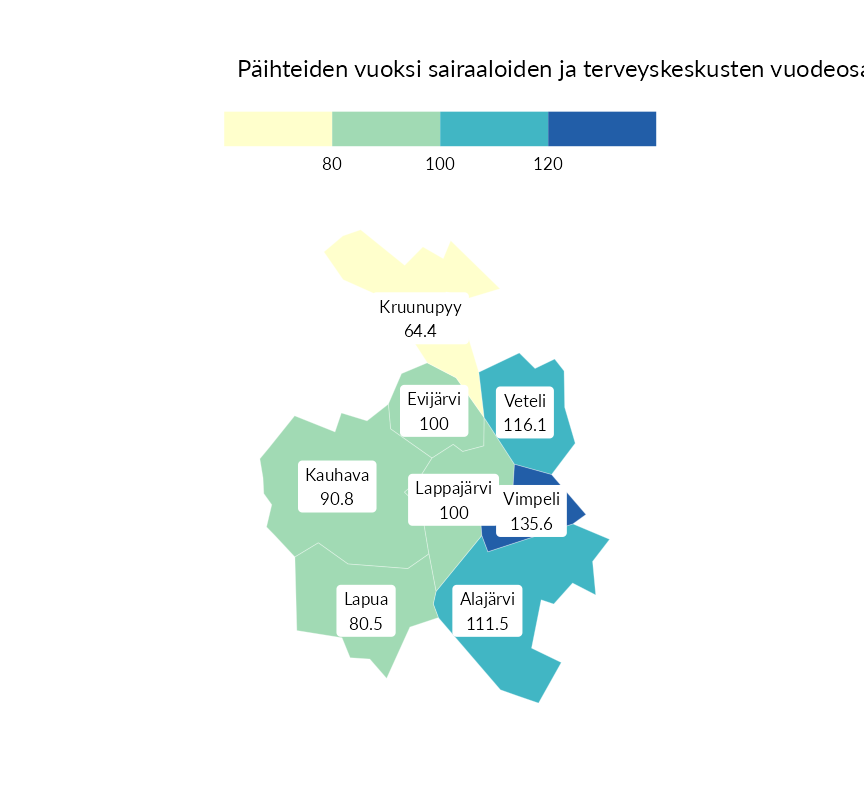 Päihteiden vuoksi sairaaloiden ja terveyskeskusten
80 100 120
Kruunupyy
64.4
Evijärvi
100
Veteli
116.1
Kauhava
90.8
Lappajärvi
100
Vimpeli
135.6
Lapua
80.5
Alajärvi
111.5